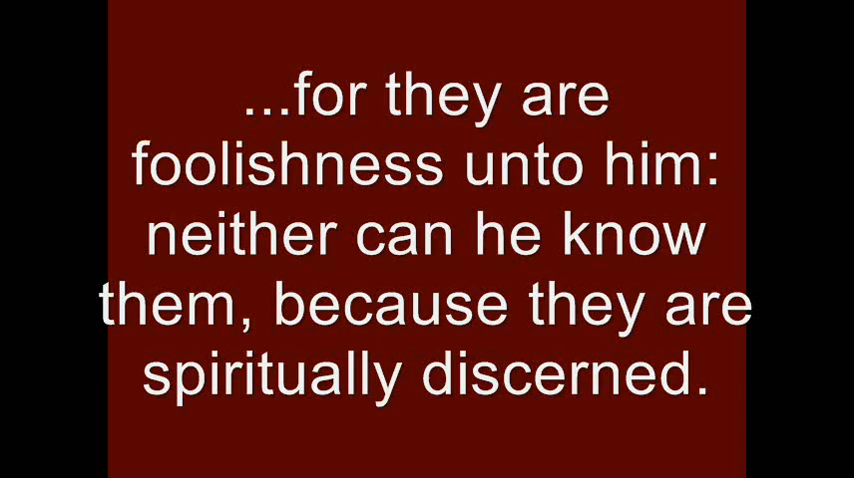 ...for they are
foolishness unto him:
neither can he know
them, because they are
spiritually discerned.